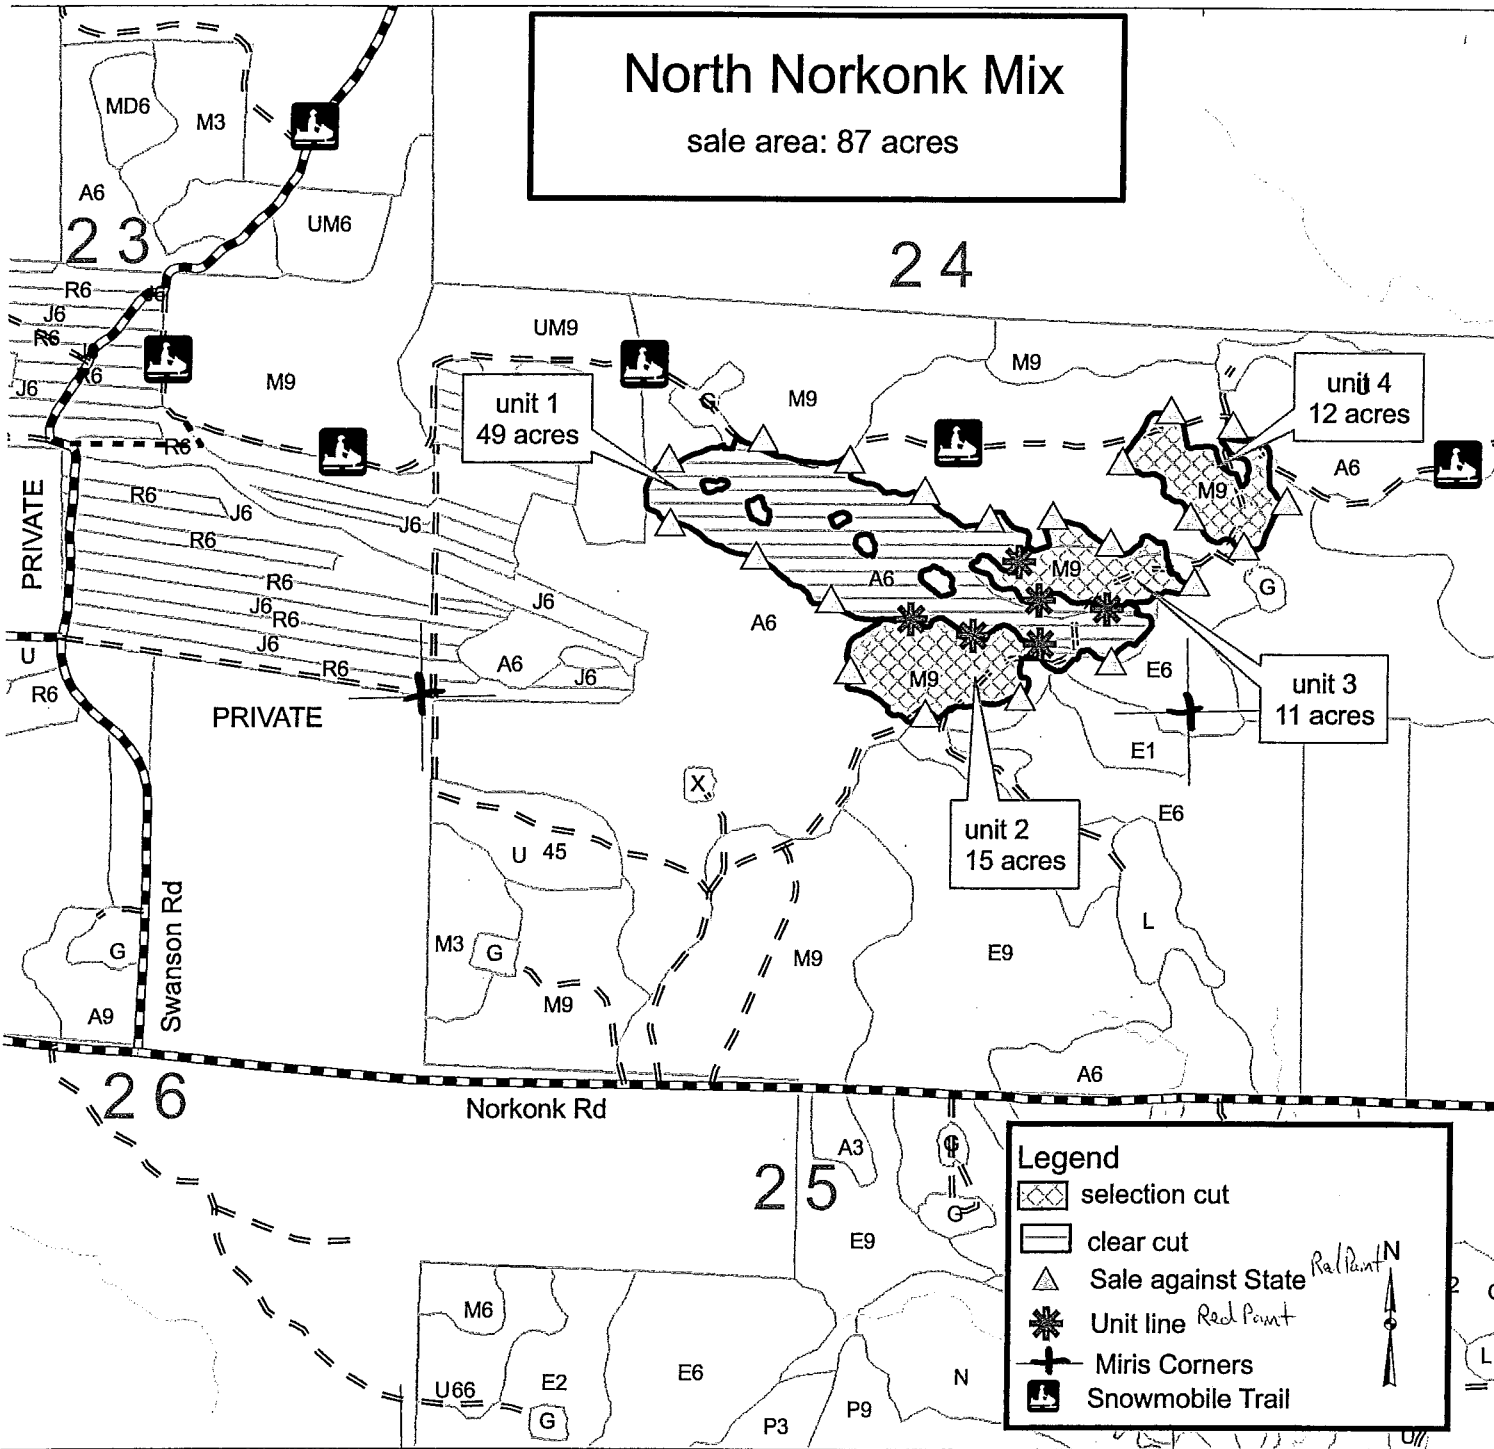 North Norkonk Mix
sale area: 87 acres
MD6
M3
A6
23
UM6
24
R6
J6
J6
R6
J6
R6
J6
M9
UM9
G
M9
M9
unit 1
49 acres
unit 4
12 acres
A6
M9
R6
PRIVATE
R6
J6
J6
R6
R6
J6
R6
J6
R6
J6
A6
J6
A6
A6
M9
G
M9
E6
unit 3
11 acres
U
R6
PRIVATE
E1
X
unit 2
15 acres
E6
U 45
Swanson Rd
M3
G
M9
M9
E9
L
G
A9
A6
26
Norkonk Rd
25
A3
G
G
E9
M6
U66
E2
G
E6
P3
P9
N
Legend
selection cut
clear cut
Sale against State
Unit line Red Paint
Miris Corners
Snowmobile Trail
N
2
L